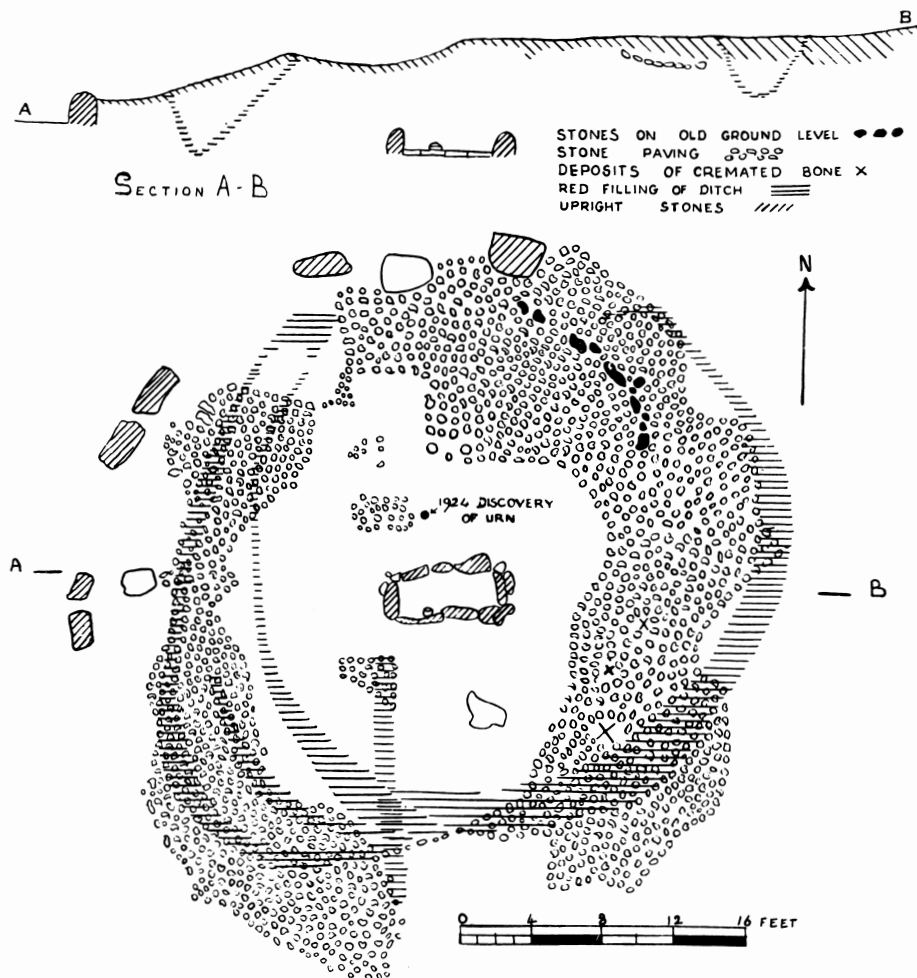 B
A
SECTION A-B
STONES ON OLD GROUND LEVEL
STONE PAVING
DEPOSITS OF CREMATED BONE X
RED FILLING OF DITCH
UPRIGHT STONES
N
1924 DISCOVERY
OF URN
A
B
0 4 8 12 16 FEET